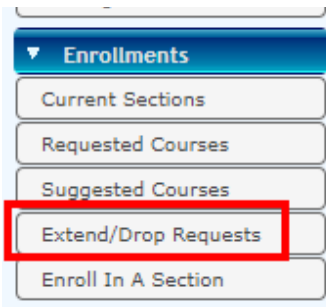 Enrollments
Current Sections
Requested Courses
Suggested Courses
Extend/Drop Requests
Enroll In A Section